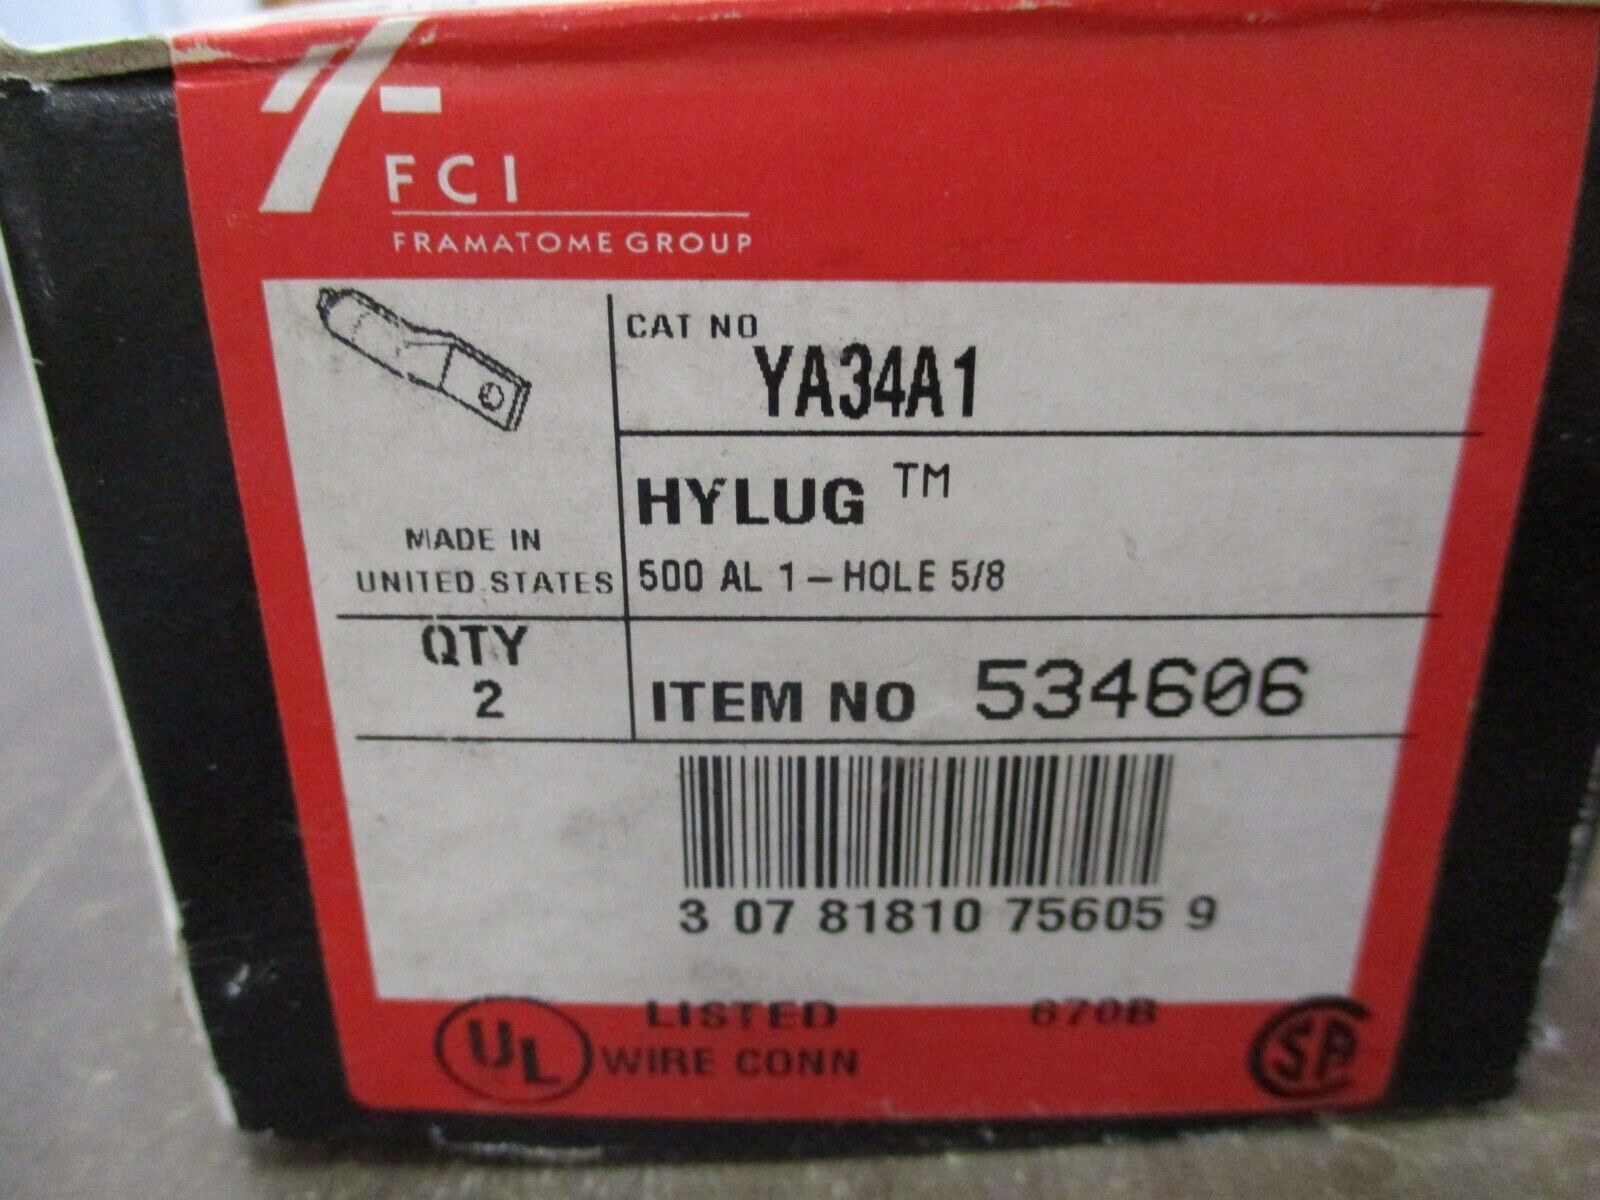 FCI
FRAMATOME GROUP
CAT NO
YA34A1
HYLUG ™
500 AL 1-HOLE 5/8
MADE IN
UNITED STATES
QTY
2
ITEM NO 534606
3 07 81810 75605 9
UL
LISTED 670B
WIRE CONN
SA